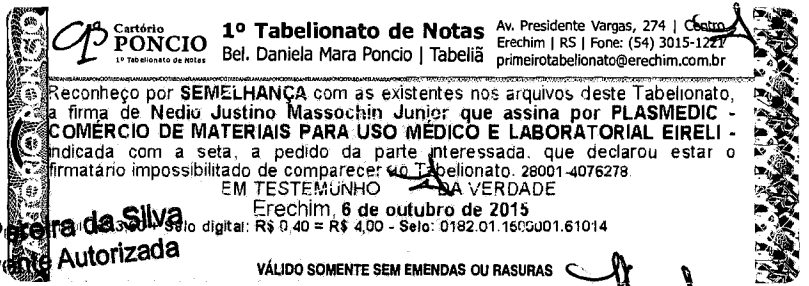 Cartório
PONCIO
1º Tabelionato de Notas
1º Tabelionato de Notas
Bel. Daniela Mara Poncio | Tabeliã
Av. Presidente Vargas, 274 | Centro
Erechim | RS | Fone: (54) 3015-1221
primeirotabelionato@erechim.com.br
Reconheço por SEMELHANÇA com as existentes nos arquivos deste Tabelionato,
a firma de Nedio Justino Massochin Junior que assina por PLASMEDIC -
COMÉRCIO DE MATERIAIS PARA USO MÉDICO E LABORATORIAL EIRELI -
indicada com a seta, a pedido da parte interessada, que declarou estar o
firmatário impossibilitado de comparecer ao Tabelionato. 28001-4076278
EM TESTEMUNHO DA VERDADE
Erechim, 6 de outubro de 2015
Selo digital: R$ 0,40 = R$ 4,00 - Selo: 0182.01.1500001.61014
da Silva
Autorizada
VÁLIDO SOMENTE SEM EMENDAS OU RASURAS